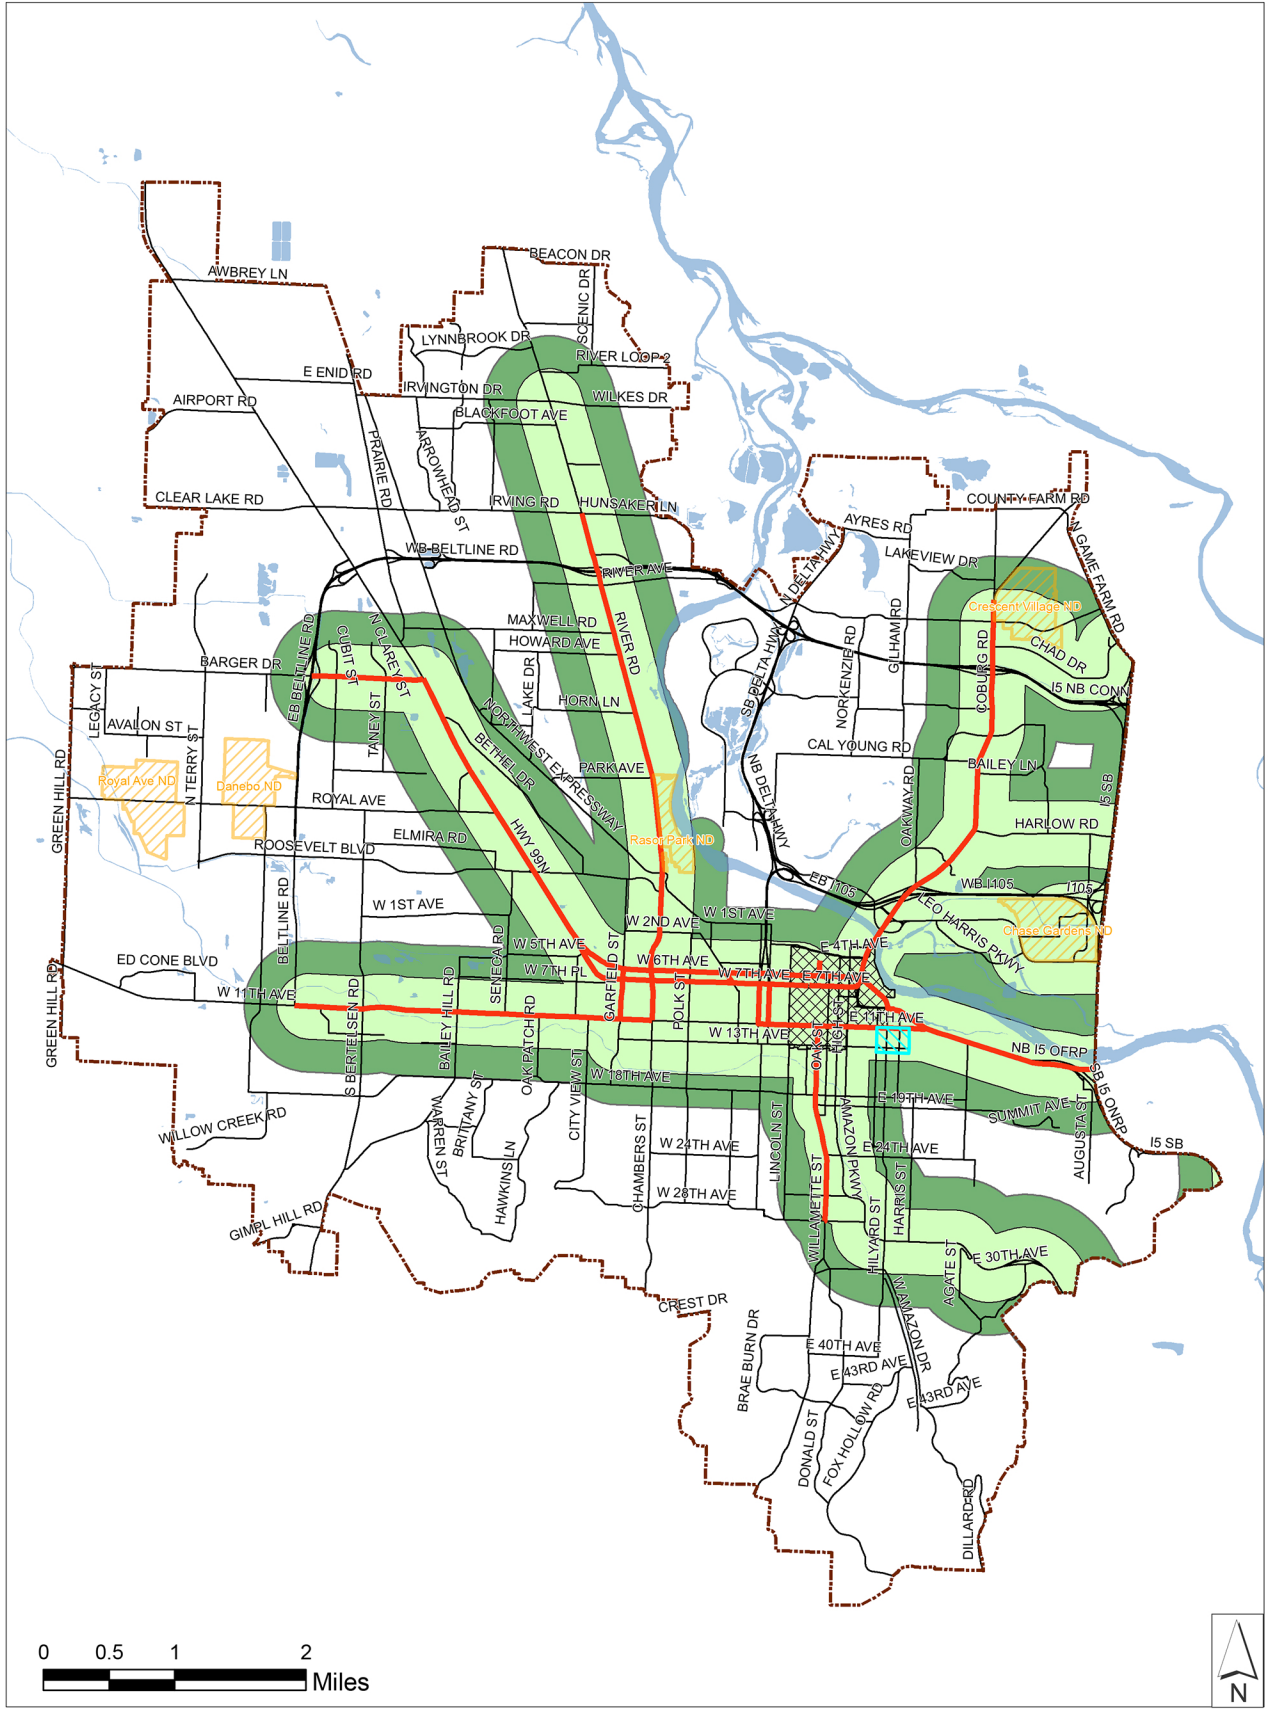 BEACON DR
AWBREY LN
SCENIC DR
LYNNBROOK DR
RIVER LOOP 2
E ENID RD
IRVINGTON DR
WILKES DR
AIRPORT RD
BLACKFOOT AVE
PRAIRIE RD
ARROWHEAD ST
CLEAR LAKE RD
IRVING RD
HUNSAKER LN
COUNTY FARM RD
AYRES RD
N GAME FARM RD
WB BELTLINE RD
LAKEVIEW DR
RIVER AVE
N DELTA HWY
Crescent Village ND
MAXWELL RD
N CLAREY ST
CUBIT ST
EB BELTLINE RD
HOWARD AVE
RIVER RD
GILHAM RD
NORKENZIE RD
COBURG RD
CHAD DR
BARGER DR
LEGACY ST
LAKE DR
SB DELTA HWY
I5 NB CONN
HORN LN
AVALON ST
TANEY ST
N TERRY ST
NORTHWEST EXPRESSWAY
BETHEL DR
CAL YOUNG RD
BAILEY LN
GREEN HILL RD
Royal Ave ND
Danebo ND
PARK AVE
NB DELTA HWY
OAKWAY RD
I5 SB
ROYAL AVE
HARLOW RD
ELMIRA RD
HWY 99N
Rasor Park ND
ROOSEVELT BLVD
EB I105
WB I105
I105
BELTLINE RD
W 1ST AVE
W 1ST AVE
W 2ND AVE
LEO HARRIS PKWY
Chase Gardens ND
SENECA RD
W 5TH AVE
GARFIELD ST
E 4TH AVE
ED CONE BLVD
W 6TH AVE
W 7TH PL
W 7TH AVE
E 7TH AVE
GREEN HILL RD
W 11TH AVE
S BERTELSEN RD
BAILEY HILL RD
OAK PATCH RD
POLK ST
OAK ST
HIGH ST
E 11TH AVE
W 13TH AVE
NB I5 OFRP
SB I5 ONRP
CITY VIEW ST
W 18TH AVE
E 19TH AVE
SUMMIT AVE
WILLOW CREEK RD
WARREN ST
BRITTANY ST
HAWKINS LN
CHAMBERS ST
W 24TH AVE
LINCOLN ST
AMAZON PKWY
E 24TH AVE
AUGUSTA ST
I5 SB
W 28TH AVE
WILLAMETTE ST
HILYARD ST
HARRIS ST
GIMPL HILL RD
AGATE ST
E 30TH AVE
CREST DR
W AMAZON DR
BRAE BURN DR
E 40TH AVE
E 43RD AVE
E 43RD AVE
DONALD ST
FOX HOLLOW RD
DILLARD RD
0 0.5 1 2
Miles
N